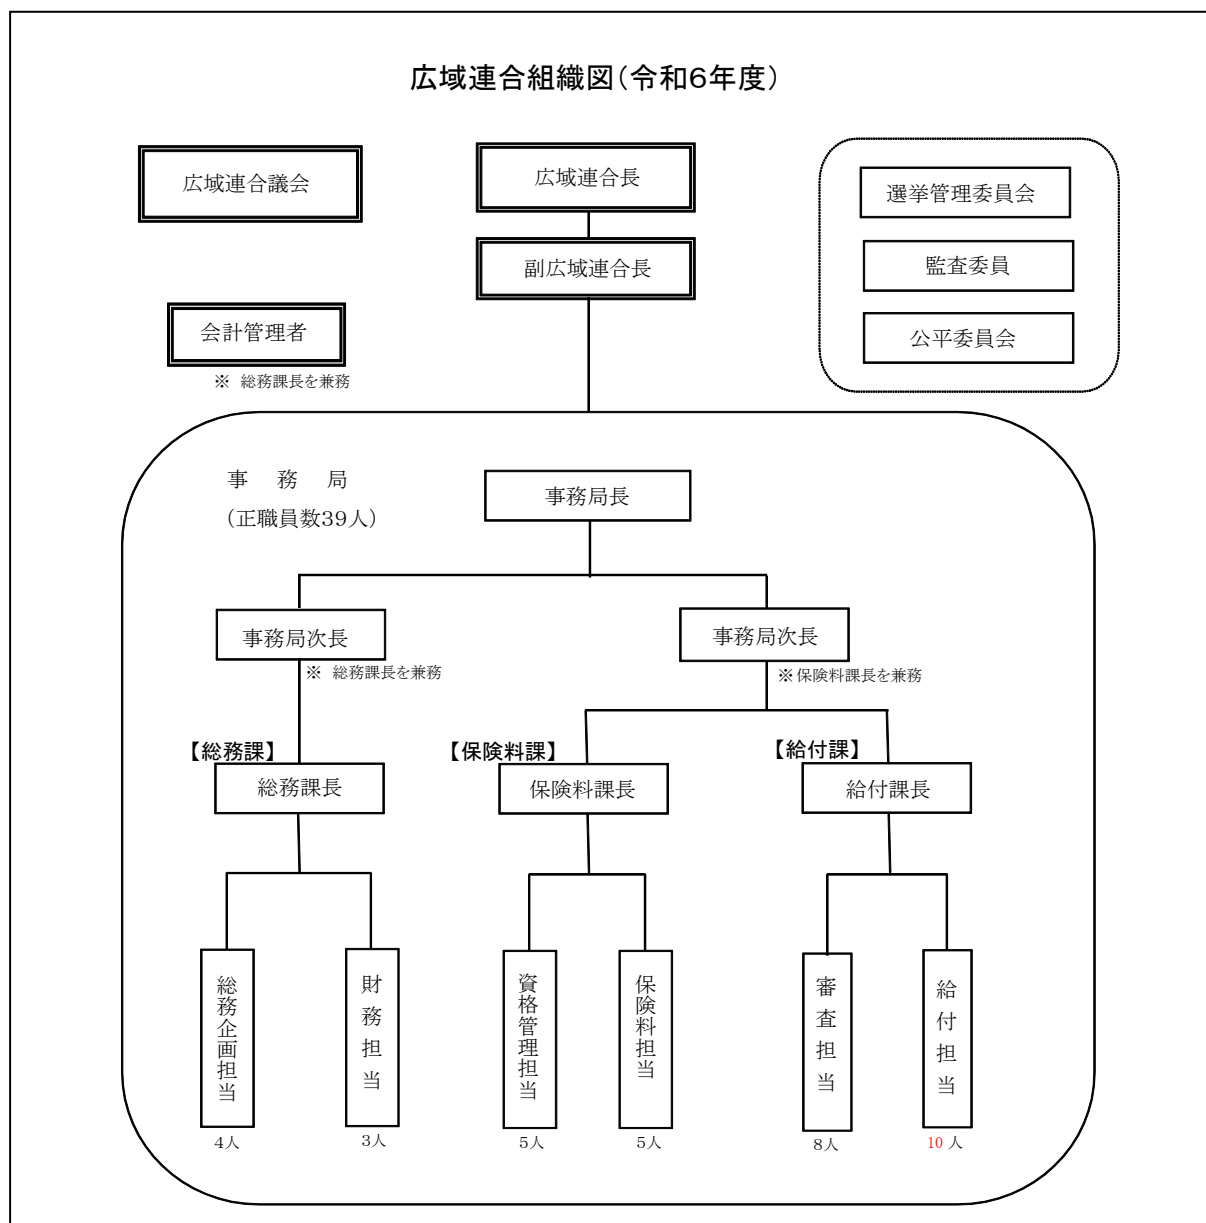 広域連合組織図（令和6年度）
広域連合議会
広域連合長
副広域連合長
選挙管理委員会
監査委員
公平委員会
会計管理者
※ 総務課長を兼務
事　務　局
（正職員数39人）
事務局長
事務局次長
※ 総務課長を兼務
事務局次長
※保険料課長を兼務
【総務課】
総務課長
【保険料課】
保険料課長
【給付課】
給付課長
総務企画担当
4人
財務担当
3人
資格管理担当
5人
保険料担当
5人
審査担当
8人
給付担当
10 人